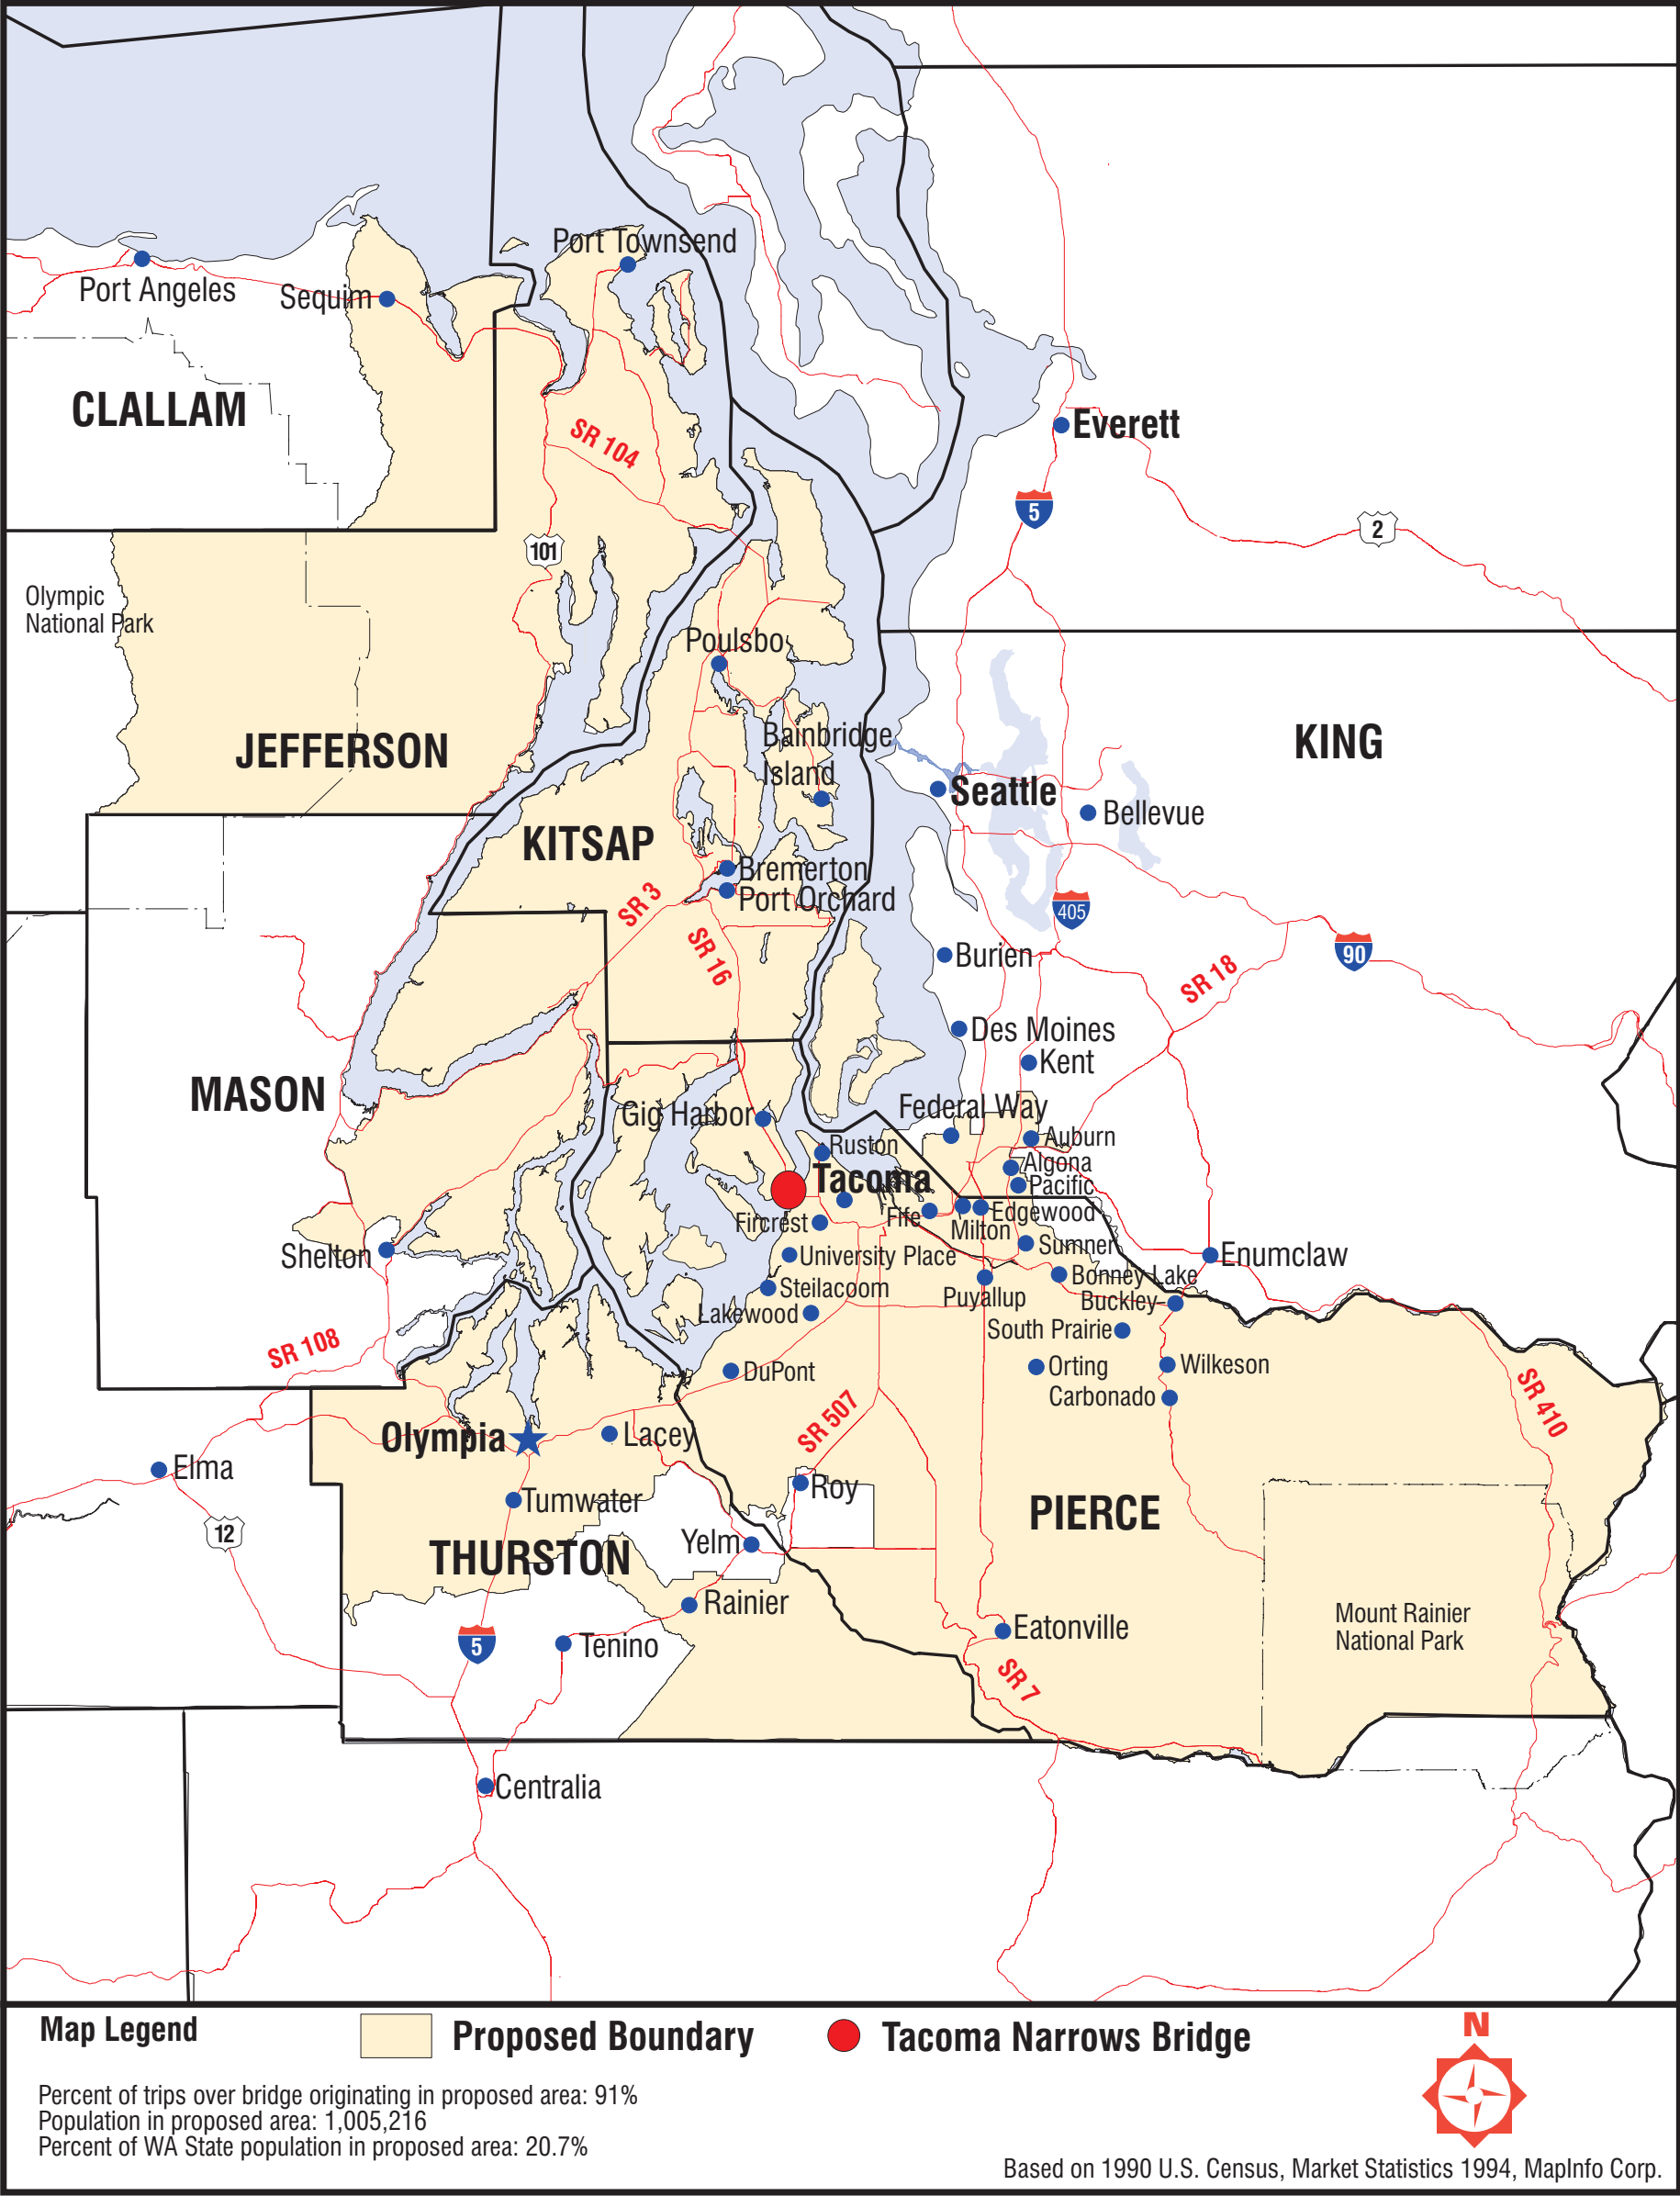 Port Townsend
Port Angeles
Sequim
CLALLAM
SR 104
Everett
5
2
101
Olympic
National Park
Poulsbo
JEFFERSON
Bainbridge
Island
KING
Seattle
Bellevue
KITSAP
Bremerton
Port Orchard
SR 3
SR 16
405
90
Burien
SR 18
Des Moines
Kent
MASON
Gig Harbor
Federal Way
Auburn
Ruston
Algona
Tacoma
Pacific
Fircrest
Fife
Edgewood
Milton
Sumner
Shelton
University Place
Enumclaw
Bonney Lake
Steilacoom
Puyallup
Buckley
Lakewood
South Prairie
SR 108
DuPont
Orting
Wilkeson
Carbonado
SR 410
SR 507
Olympia
Lacey
Elma
Roy
Tumwater
PIERCE
12
Yelm
THURSTON
Rainier
Mount Rainier
National Park
Eatonville
5
Tenino
SR 7
Centralia
Map Legend
Proposed Boundary
Tacoma Narrows Bridge
N
Percent of trips over bridge originating in proposed area: 91%
Population in proposed area: 1,005,216
Percent of WA State population in proposed area: 20.7%
Based on 1990 U.S. Census, Market Statistics 1994, MapInfo Corp.